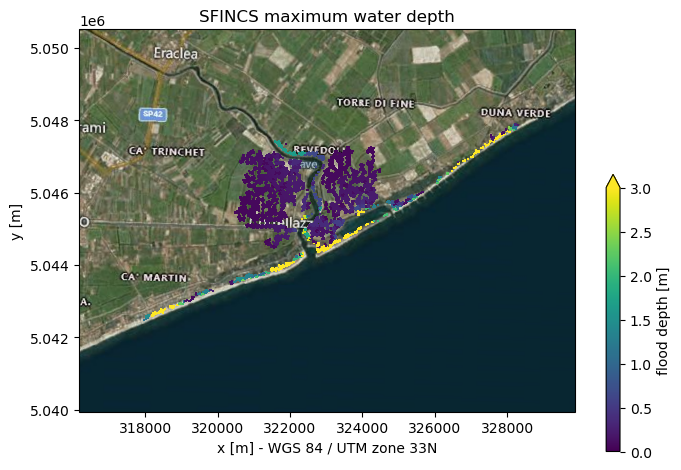 SFINCS maximum water depth
1e6
5.050
5.048
5.046
5.044
5.042
5.040
y [m]
Eraclea
SP42
TORRE DI FINE
DUNA VERDE
CA' TRINCHET
CA' MARTIN
318000 320000 322000 324000 326000 328000
x [m] - WGS 84 / UTM zone 33N
3.0
2.5
2.0
1.5
1.0
0.5
0.0
flood depth [m]